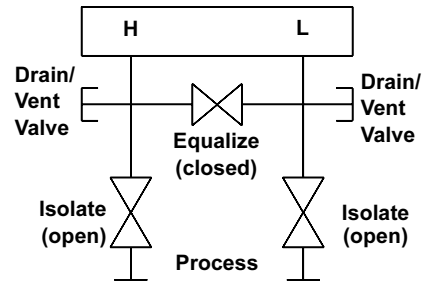 H
L
Drain/
Vent
Valve
Drain/
Vent
Valve
Equalize
(closed)
Isolate
(open)
Isolate
(open)
Process